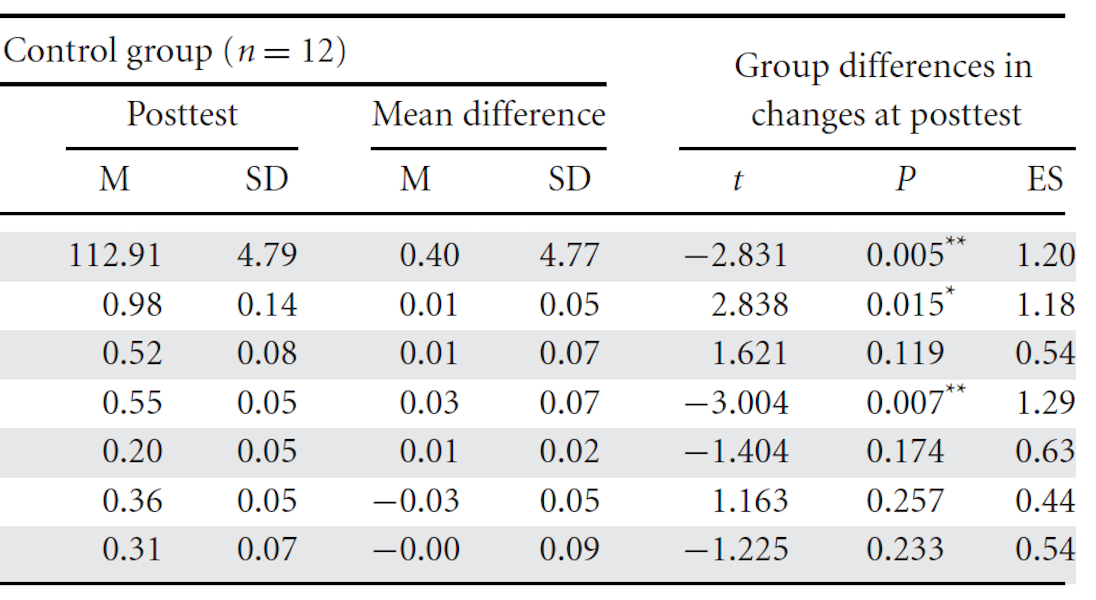 Control group (n = 12)
Group differences in
changes at posttest
Posttest Mean difference
M SD M SD t P ES
112.91 4.79 0.40 4.77 −2.831 0.005** 1.20
0.98 0.14 0.01 0.05 2.838 0.015* 1.18
0.52 0.08 0.01 0.07 1.621 0.119 0.54
0.55 0.05 0.03 0.07 −3.004 0.007** 1.29
0.20 0.05 0.01 0.02 −1.404 0.174 0.63
0.36 0.05 −0.03 0.05 1.163 0.257 0.44
0.31 0.07 −0.00 0.09 −1.225 0.233 0.54